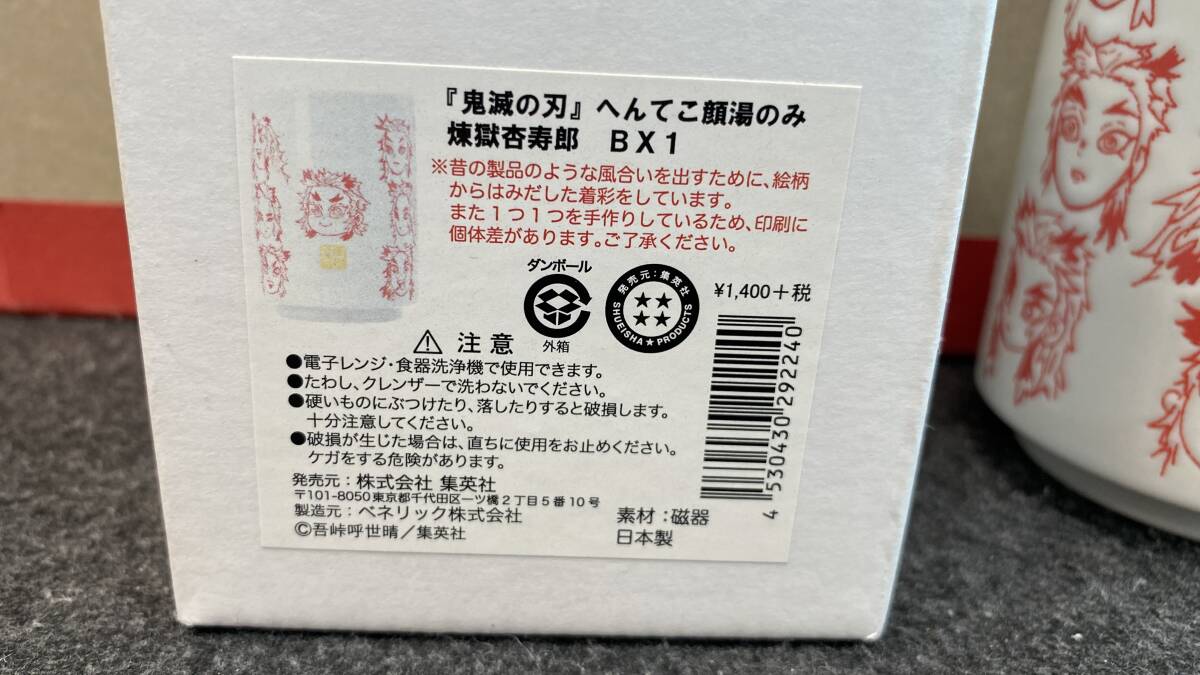 『鬼滅の刃』へんてこ顔湯のみ
煉獄杏寿郎 BX1
※昔の製品のような風合いを出すために、絵柄
からはみだした着彩をしています。
また1つ1つを手作りしているため、印刷に
個体差があります。ご了承ください。
ダンボール
外箱
発売元:集英社
SHUEISHA★PRODUCTS
¥1,400+税
注意
●電子レンジ・食器洗浄機で使用できます。
●たわし、クレンザーで洗わないでください。
●硬いものにぶつけたり、落したりすると破損します。
十分注意してください。
●破損が生じた場合は、直ちに使用をお止めください。
ケガをする危険があります。
発売元:株式会社 集英社
〒101-8050東京都千代田区一ツ橋2丁目5番10号
製造元:ベネリック株式会社
©吾峠呼世晴/集英社
素材:磁器
日本製
4 530430 292240